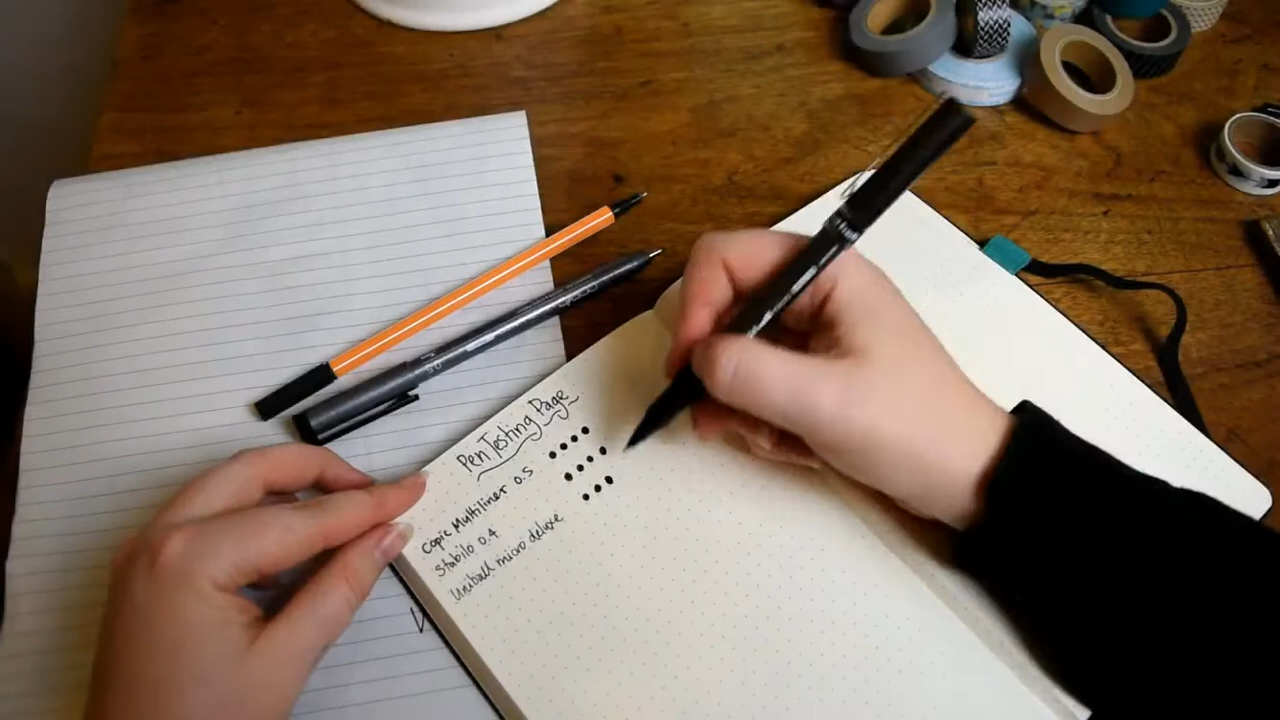 Pen Testing Page
Copic Multiliner 0.5
Stabilo 0.4
Uniball micro deluxe